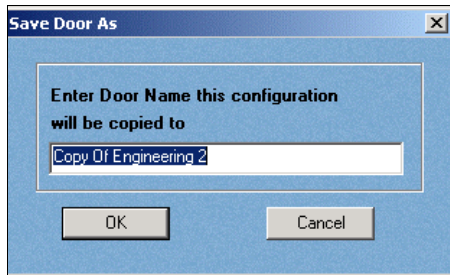 Save Door As
Enter Door Name this configuration
will be copied to
Copy Of Engineering 2
OK Cancel